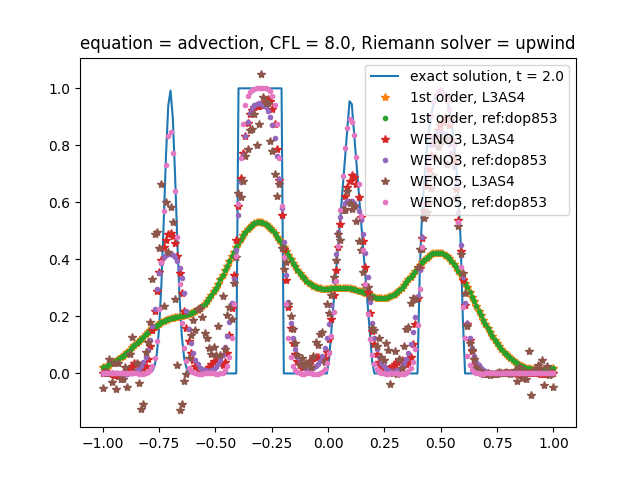 equation = advection, CFL = 8.0, Riemann solver = upwind
exact solution, t = 2.0
1st order, L3AS4
1st order, ref:dop853
WENO3, L3AS4
WENO3, ref:dop853
WENO5, L3AS4
WENO5, ref:dop853
1.0
0.8
0.6
0.4
0.2
0.0
−1.00 −0.75 −0.50 −0.25 0.00 0.25 0.50 0.75 1.00